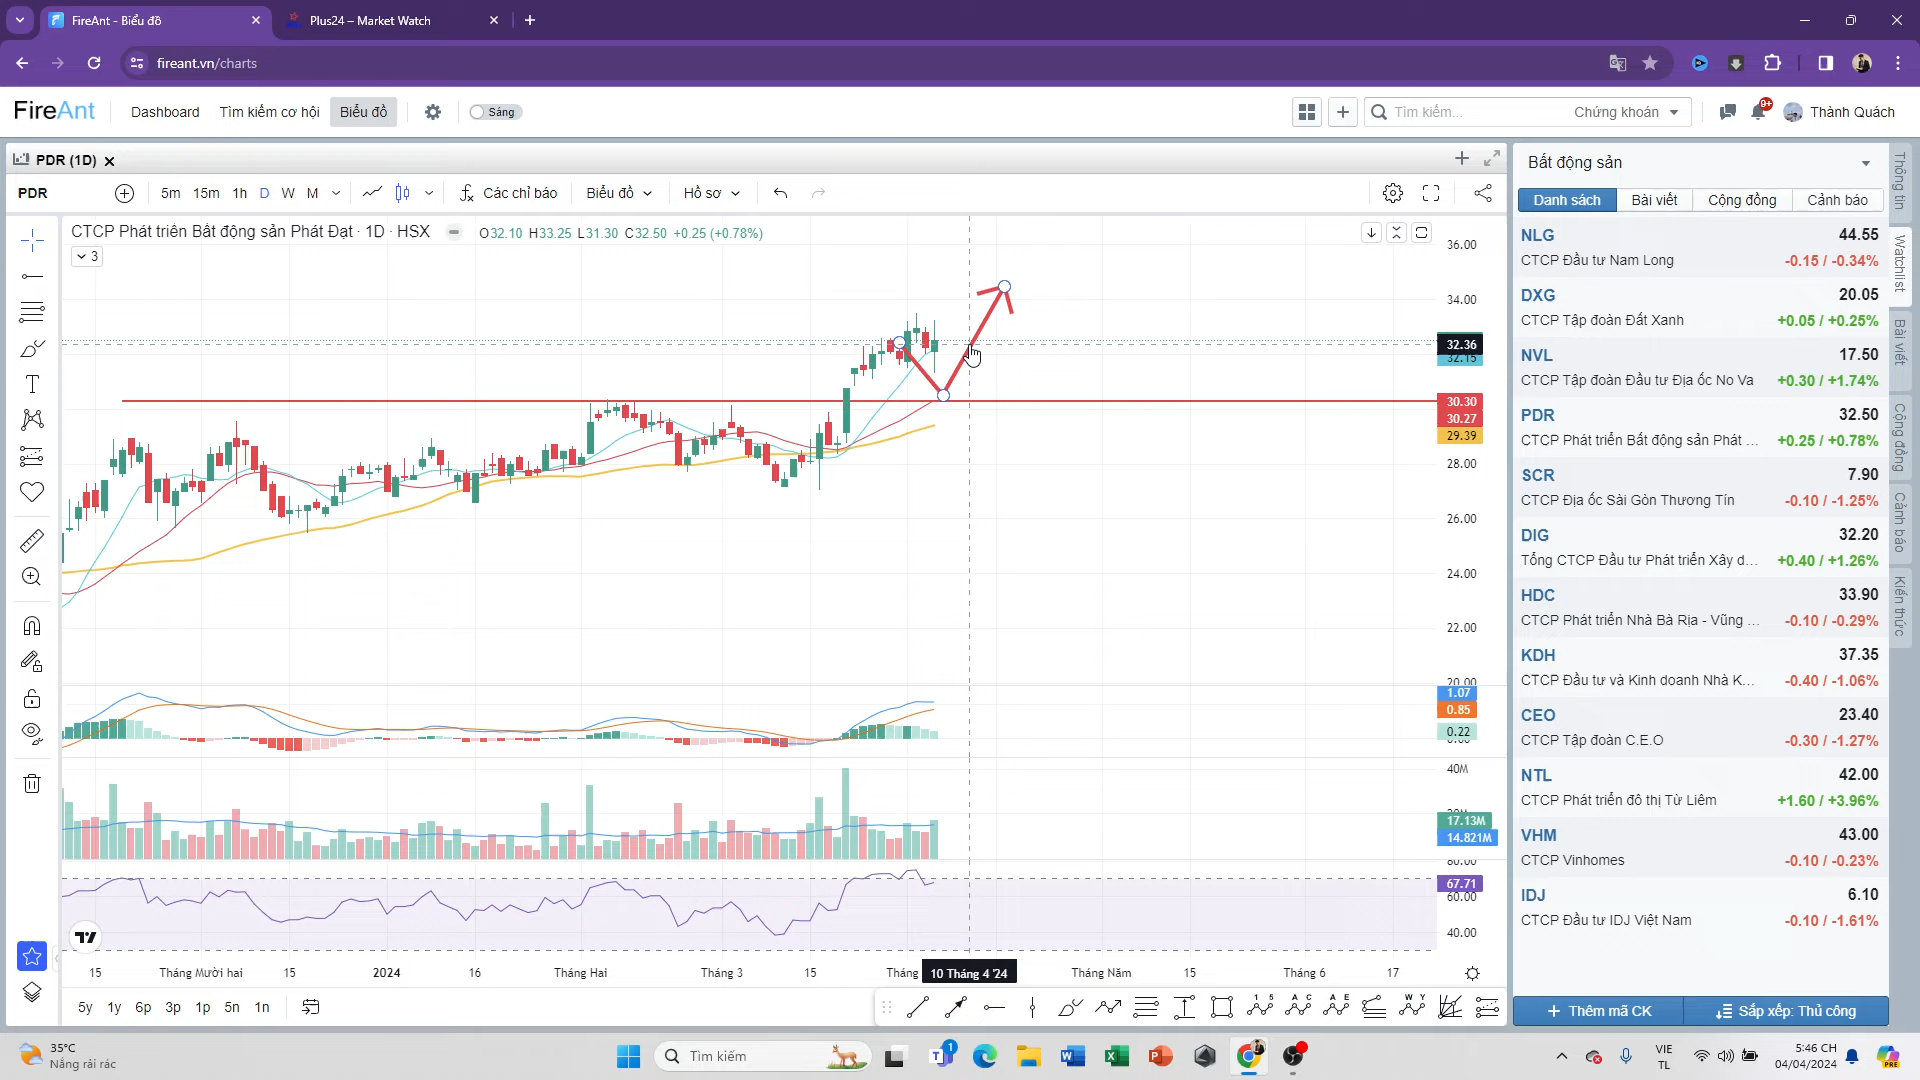 FireAnt - Biểu đồ
Plus24 – Market Watch
fireant.vn/charts
FireAnt
Dashboard
Tìm kiếm cơ hội
Biểu đồ
Sáng
Tìm kiếm...
Chứng khoán
9+
Thành Quách
PDR (1D)
PDR
5m
15m
1h
D
W
M
Các chỉ báo
Biểu đồ
Hồ sơ
CTCP Phát triển Bất động sản Phát Đạt · 1D · HSX
O32.10 H33.25 L31.30 C32.50 +0.25 (+0.78%)
3
36.00
34.00
32.36
32.15
30.30
30.27
29.39
28.00
26.00
24.00
22.00
20.00
1.07
0.85
0.22
40M
17.13M
14.821M
80.00
67.71
60.00
40.00
15
Tháng Mười hai
15
2024
16
Tháng Hai
Tháng 3
15
Tháng
10 Tháng 4 '24
Tháng Năm
15
Tháng 6
17
5y
1y
6p
3p
1p
5n
1n
Bất động sản
Danh sách
Bài viết
Cộng đồng
Cảnh báo
NLG
44.55
CTCP Đầu tư Nam Long
-0.15 / -0.34%
DXG
20.05
CTCP Tập đoàn Đất Xanh
+0.05 / +0.25%
NVL
17.50
CTCP Tập đoàn Đầu tư Địa ốc No Va
+0.30 / +1.74%
PDR
32.50
CTCP Phát triển Bất động sản Phát ...
+0.25 / +0.78%
SCR
7.90
CTCP Địa ốc Sài Gòn Thương Tín
-0.10 / -1.25%
DIG
32.20
Tổng CTCP Đầu tư Phát triển Xây d...
+0.40 / +1.26%
HDC
33.90
CTCP Phát triển Nhà Bà Rịa - Vũng ...
-0.10 / -0.29%
KDH
37.35
CTCP Đầu tư và Kinh doanh Nhà K...
-0.40 / -1.06%
CEO
23.40
CTCP Tập đoàn C.E.O
-0.30 / -1.27%
NTL
42.00
CTCP Phát triển đô thị Từ Liêm
+1.60 / +3.96%
VHM
43.00
CTCP Vinhomes
-0.10 / -0.23%
IDJ
6.10
CTCP Đầu tư IDJ Việt Nam
-0.10 / -1.61%
Thêm mã CK
Sắp xếp: Thủ công
Thông tin
Watchlist
Bài viết
Cộng đồng
Cảnh báo
Kiến thức
35°C
Nắng rải rác
Tìm kiếm
1
VIE
TL
5:46 CH
04/04/2024